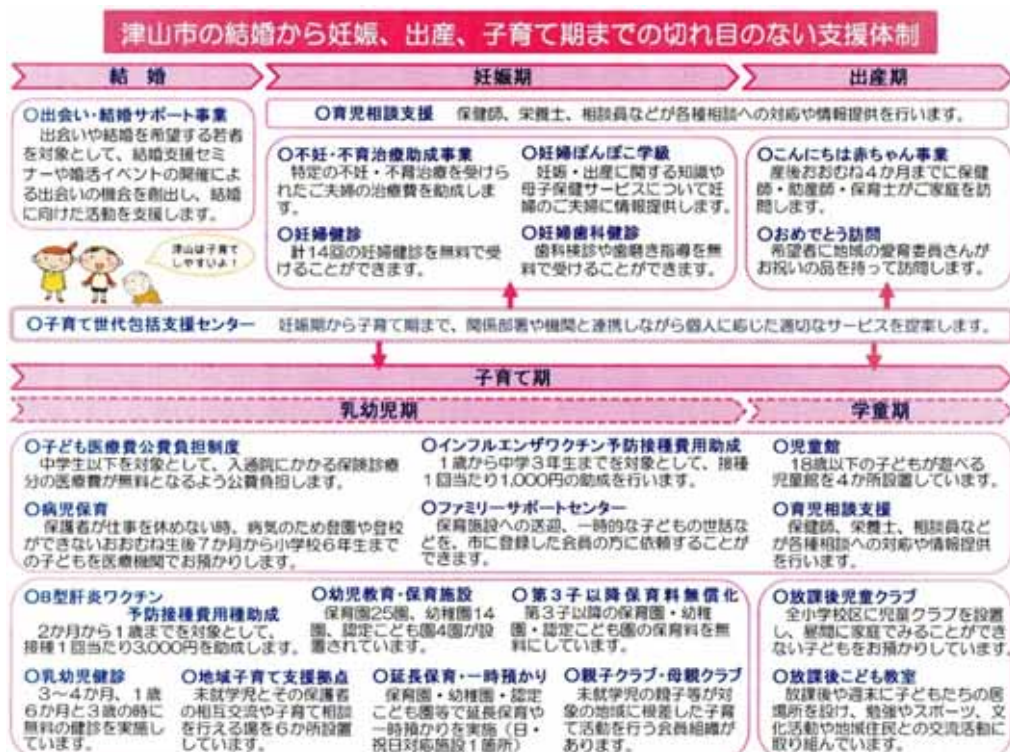 津山市の結婚から妊娠、出産、子育て期までの切れ目のない支援体制
結 婚
妊娠期
出産期
○出会い・結婚サポート事業
出会いや結婚を希望する若者
を対象として、結婚支援セミ
ナーや婚活イベントの開催によ
る出会いの機会を創出し、結婚
に向けた活動を支援します。
津山は子育て
しやすいよ！
○育児相談支援 保健師、栄養士、相談員などが各種相談への対応や情報提供を行います。
○不妊・不育治療助成事業
特定の不妊・不育治療を受けら
れたご夫婦の治療費を助成しま
す。
○妊婦健診
計14回の妊婦健診を無料で受
けることができます。
○妊婦ぽんぽこ学級
妊娠・出産に関する知識や
母子保健サービスについて妊
婦のご夫婦に情報提供します。
○妊婦歯科健診
歯科検診や歯磨き指導を無
料で受けることができます。
○こんにちは赤ちゃん事業
産後おおむね4か月までに保健
師・助産師・保育士がご家庭を訪
問します。
○おめでとう訪問
希望者に地域の愛育委員さんが
お祝いの品を持って訪問します。
○子育て世代包括支援センター 妊娠期から子育て期まで、関係部署や機関と連携しながら個人に応じた適切なサービスを提案します。
子育て期
乳幼児期
学童期
○子ども医療費公費負担制度
中学生以下を対象として、入通院にかかる保険診療
分の医療費が無料となるよう公費負担します。
○病児保育
保護者が仕事を休めない時、病気のため登園や登校
ができないおおむね生後7か月から小学校6年生まで
の子どもを医療機関でお預かりします。
○インフルエンザワクチン予防接種費用助成
1歳から中学3年生までを対象として、接種
1回当たり1,000円の助成を行います。
○ファミリーサポートセンター
保育施設への送迎、一時的な子どもの世話な
どを、市に登録した会員の方に依頼することが
できます。
○児童館
18歳以下の子どもが遊べる
児童館を4か所設置しています。
○育児相談支援
保健師、栄養士、相談員など
が各種相談への対応や情報提供
を行います。
○B型肝炎ワクチン
予防接種費用種助成
2か月から1歳までを対象として、
接種1回当たり3,000円を助成します。
○幼児教育・保育施設
保育園25園、幼稚園14
園、認定こども園4園が設
置されています。
○第3子以降保育料無償化
第3子以降の保育園・幼稚
園・認定こども園の保育料を無
料にしています。
○乳幼児健診
3～4か月、1歳
6か月と3歳の時に
無料の健診を実施し
ています。
○地域子育て支援拠点
未就学児とその保護者
の相互交流や子育て相談
を行える場を6か所設置
しています。
○延長保育・一時預かり
保育園・幼稚園・認定
こども園等で延長保育や
一時預かりを実施（日・
祝日対応施設1箇所）
○親子クラブ・母親クラブ
未就学児の親子等が対
象の地域に根差した子育
て活動を行う会員組織が
あります。
○放課後児童クラブ
全小学校区に児童クラブを設置
し、昼間に家庭でみることができ
ない子どもをお預かりしています。
○放課後こども教室
放課後や週末に子どもたちの居
場所を設け、勉強やスポーツ、文
化活動や地域住民との交流活動に
取り組んでいます。